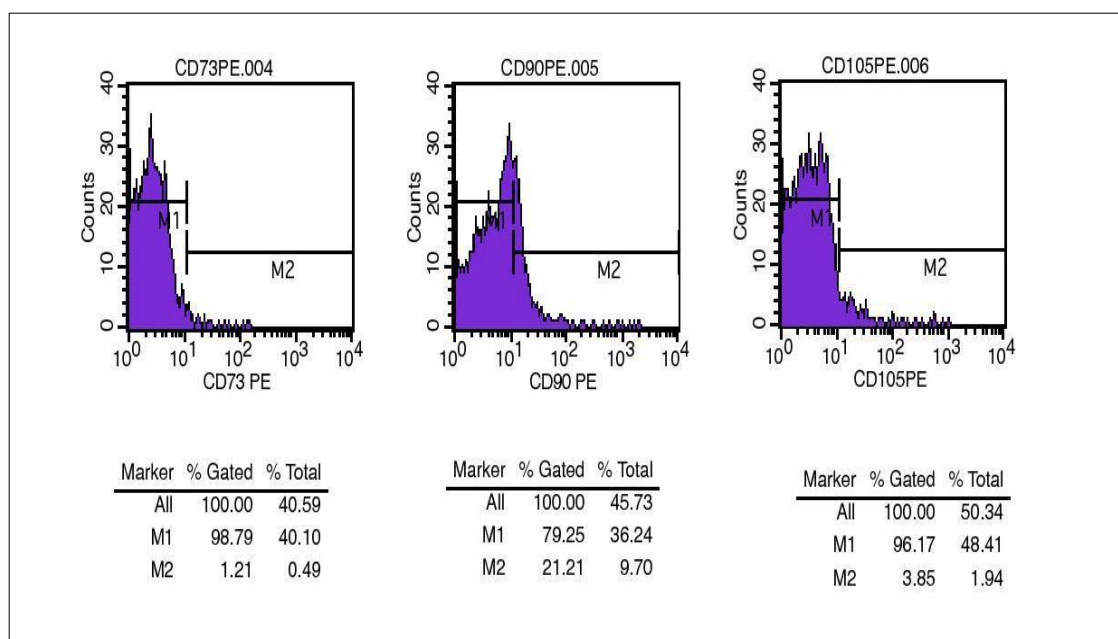 CD73PE.004
40
30
20
10
0
Counts
M1
M2
10^0 10^1 10^2 10^3 10^4
CD73 PE
CD90PE.005
40
30
20
10
0
Counts
M2
10^0 10^1 10^2 10^3 10^4
CD90 PE
CD105PE.006
40
30
20
10
0
Counts
M1
M2
10^0 10^1 10^2 10^3 10^4
CD105PE
Marker % Gated % Total
All 100.00 40.59
M1 98.79 40.10
M2 1.21 0.49
Marker % Gated % Total
All 100.00 45.73
M1 79.25 36.24
M2 21.21 9.70
Marker % Gated % Total
All 100.00 50.34
M1 96.17 48.41
M2 3.85 1.94